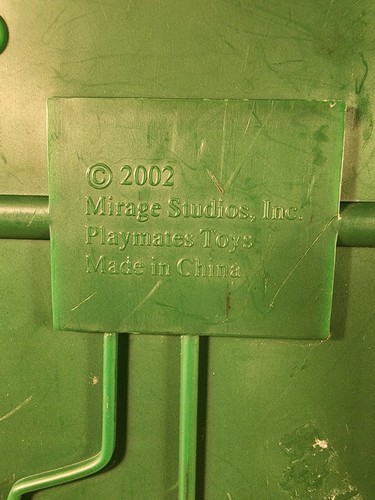 © 2002
Mirage Studios, Inc.
Playmates Toys
Made in China